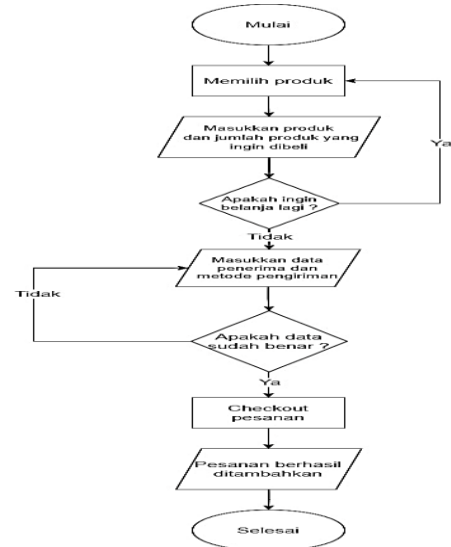 Mulai
Memilih produk
Masukkan produk
dan jumlah produk yang
ingin dibeli
Ya
Apakah ingin
belanja lagi ?
Tidak
Masukkan data
penerima dan
metode pengiriman
Tidak
Apakah data
sudah benar ?
Ya
Checkout
pesanan
Pesanan berhasil
ditambahkan
Selesai